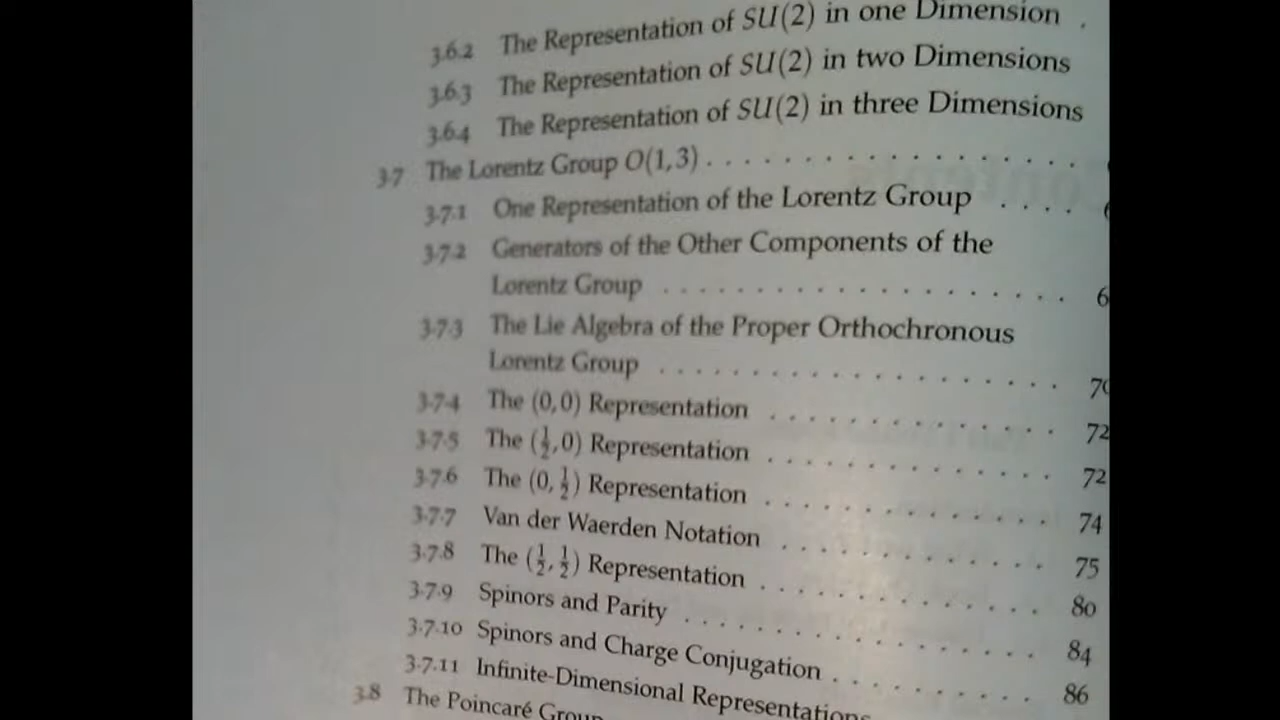 3.6.2 The Representation of SU(2) in one Dimension .
3.6.3 The Representation of SU(2) in two Dimensions
3.6.4 The Representation of SU(2) in three Dimensions
3.7 The Lorentz Group O(1,3) . . . . . . . . . . . . . . .
3.7.1 One Representation of the Lorentz Group . . . .
3.7.2 Generators of the Other Components of the
Lorentz Group . . . . . . . . . . . . . . . . . . 6
3.7.3 The Lie Algebra of the Proper Orthochronous
Lorentz Group . . . . . . . . . . . . . . . . . . 70
3.7.4 The (0,0) Representation . . . . . . . . . . . . . 72
3.7.5 The (½,0) Representation . . . . . . . . . . . . . 72
3.7.6 The (0,½) Representation . . . . . . . . . . . . . 74
3.7.7 Van der Waerden Notation . . . . . . . . . . . . 75
3.7.8 The (½,½) Representation . . . . . . . . . . . . . 80
3.7.9 Spinors and Parity . . . . . . . . . . . . . . . . 84
3.7.10 Spinors and Charge Conjugation . . . . . . . . . 86
3.7.11 Infinite-Dimensional Representations
3.8 The Poincaré Group